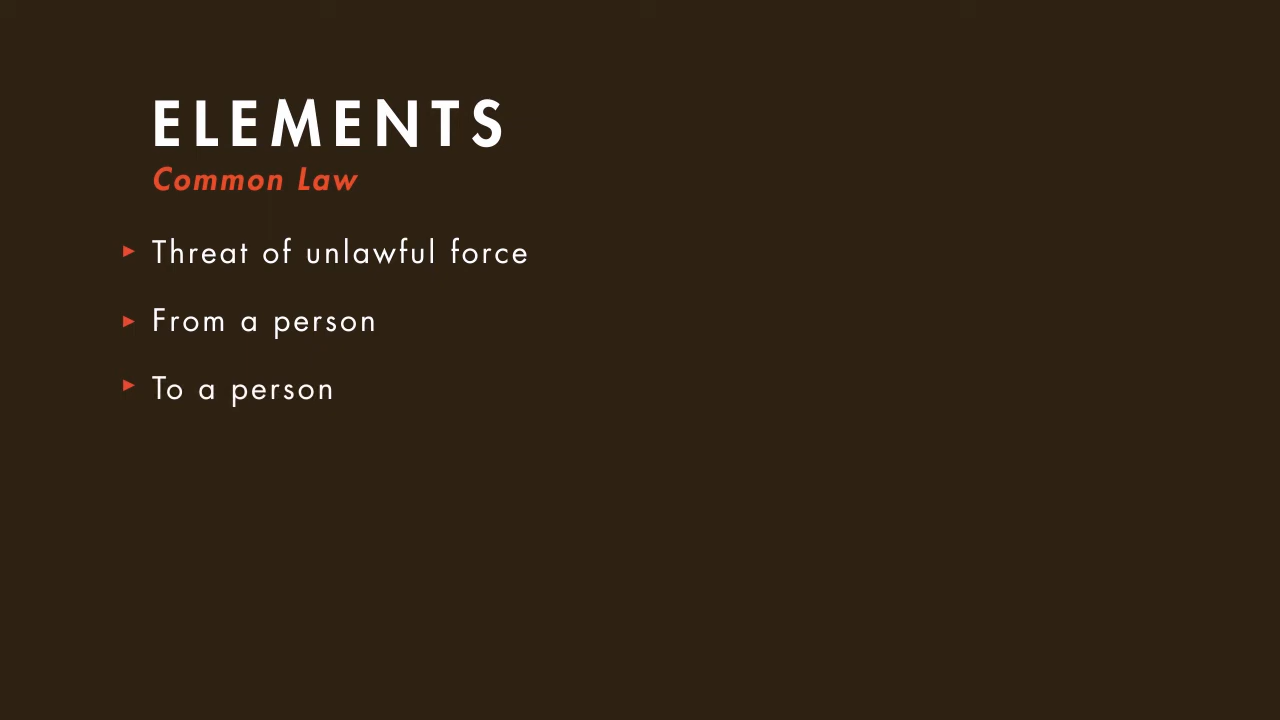 ELEMENTS
Common Law
Threat of unlawful force
From a person
To a person